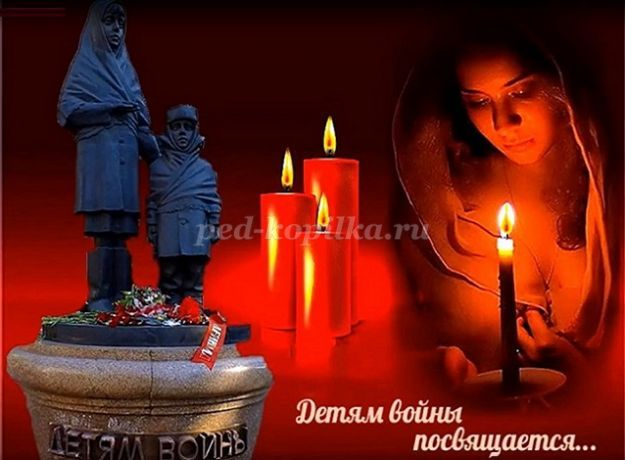 ped-kopilka.ru
ДЕТЯМ ВОЙНЫ
Детям войны
посвящается...